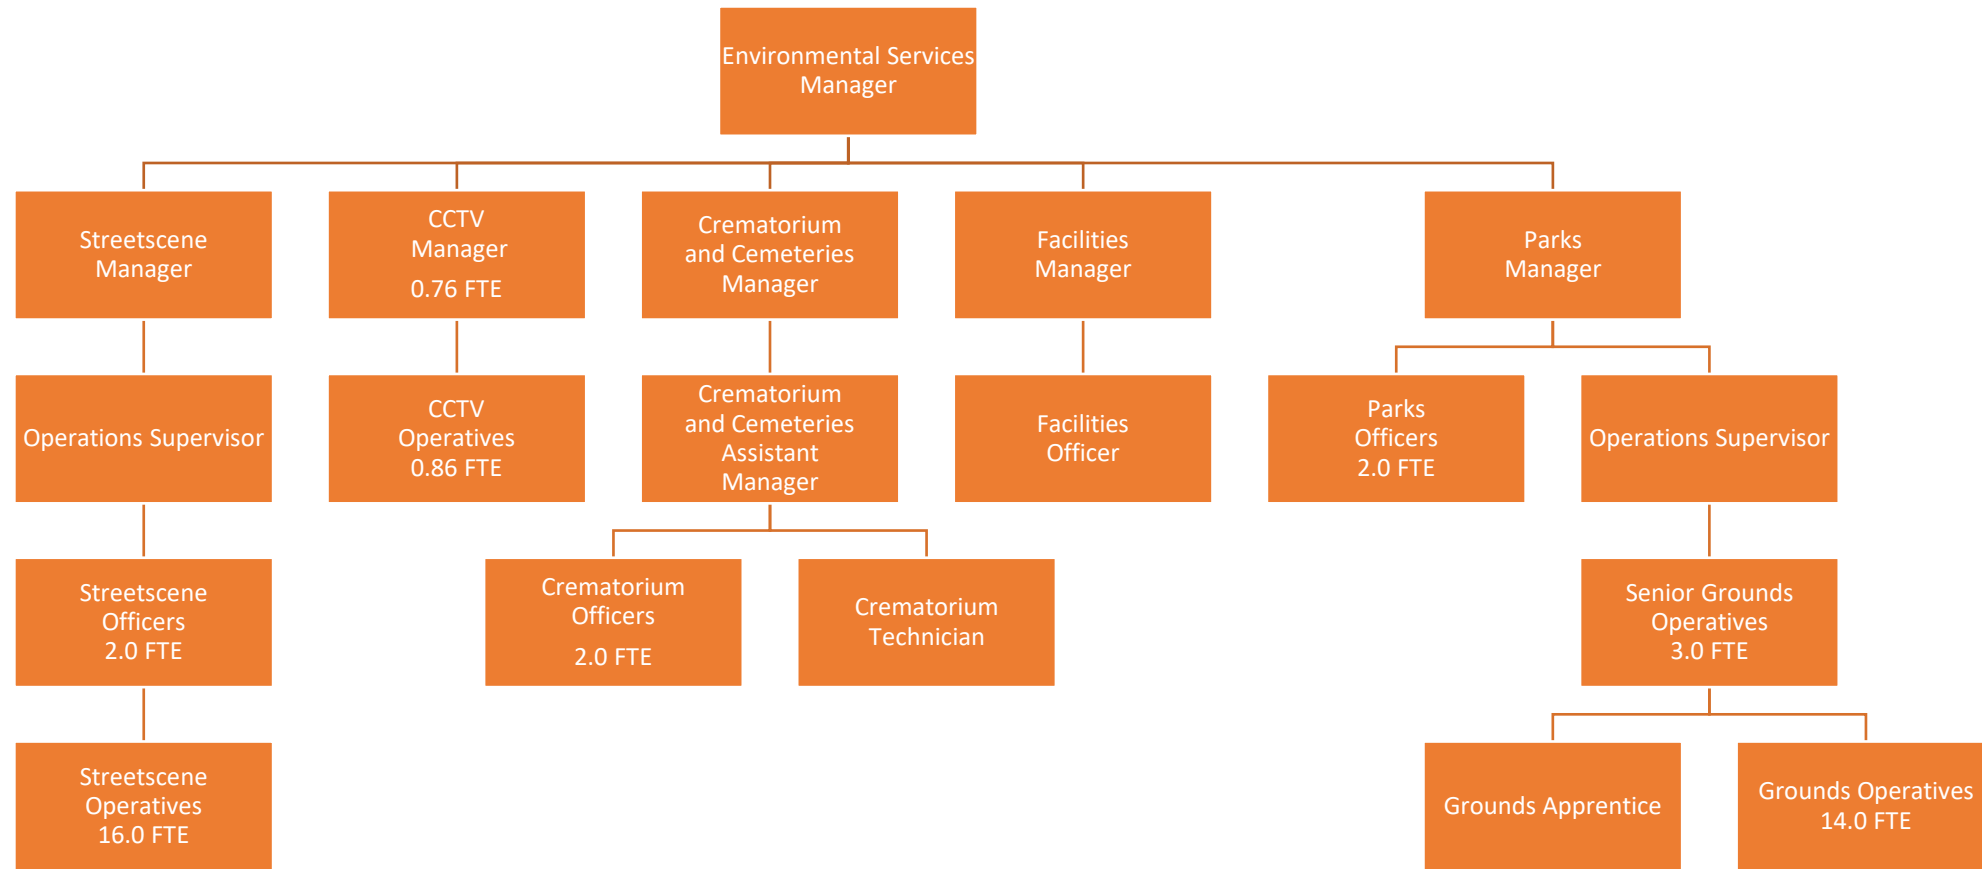 Environmental Services
Manager
Streetscene
Manager
CCTV
Manager
0.76 FTE
Crematorium
and Cemeteries
Manager
Facilities
Manager
Parks
Manager
Operations Supervisor
CCTV
Operatives
0.86 FTE
Crematorium
and Cemeteries
Assistant
Manager
Facilities
Officer
Parks
Officers
2.0 FTE
Operations Supervisor
Streetscene
Officers
2.0 FTE
Crematorium
Officers
2.0 FTE
Crematorium
Technician
Senior Grounds
Operatives
3.0 FTE
Streetscene
Operatives
16.0 FTE
Grounds Apprentice
Grounds Operatives
14.0 FTE